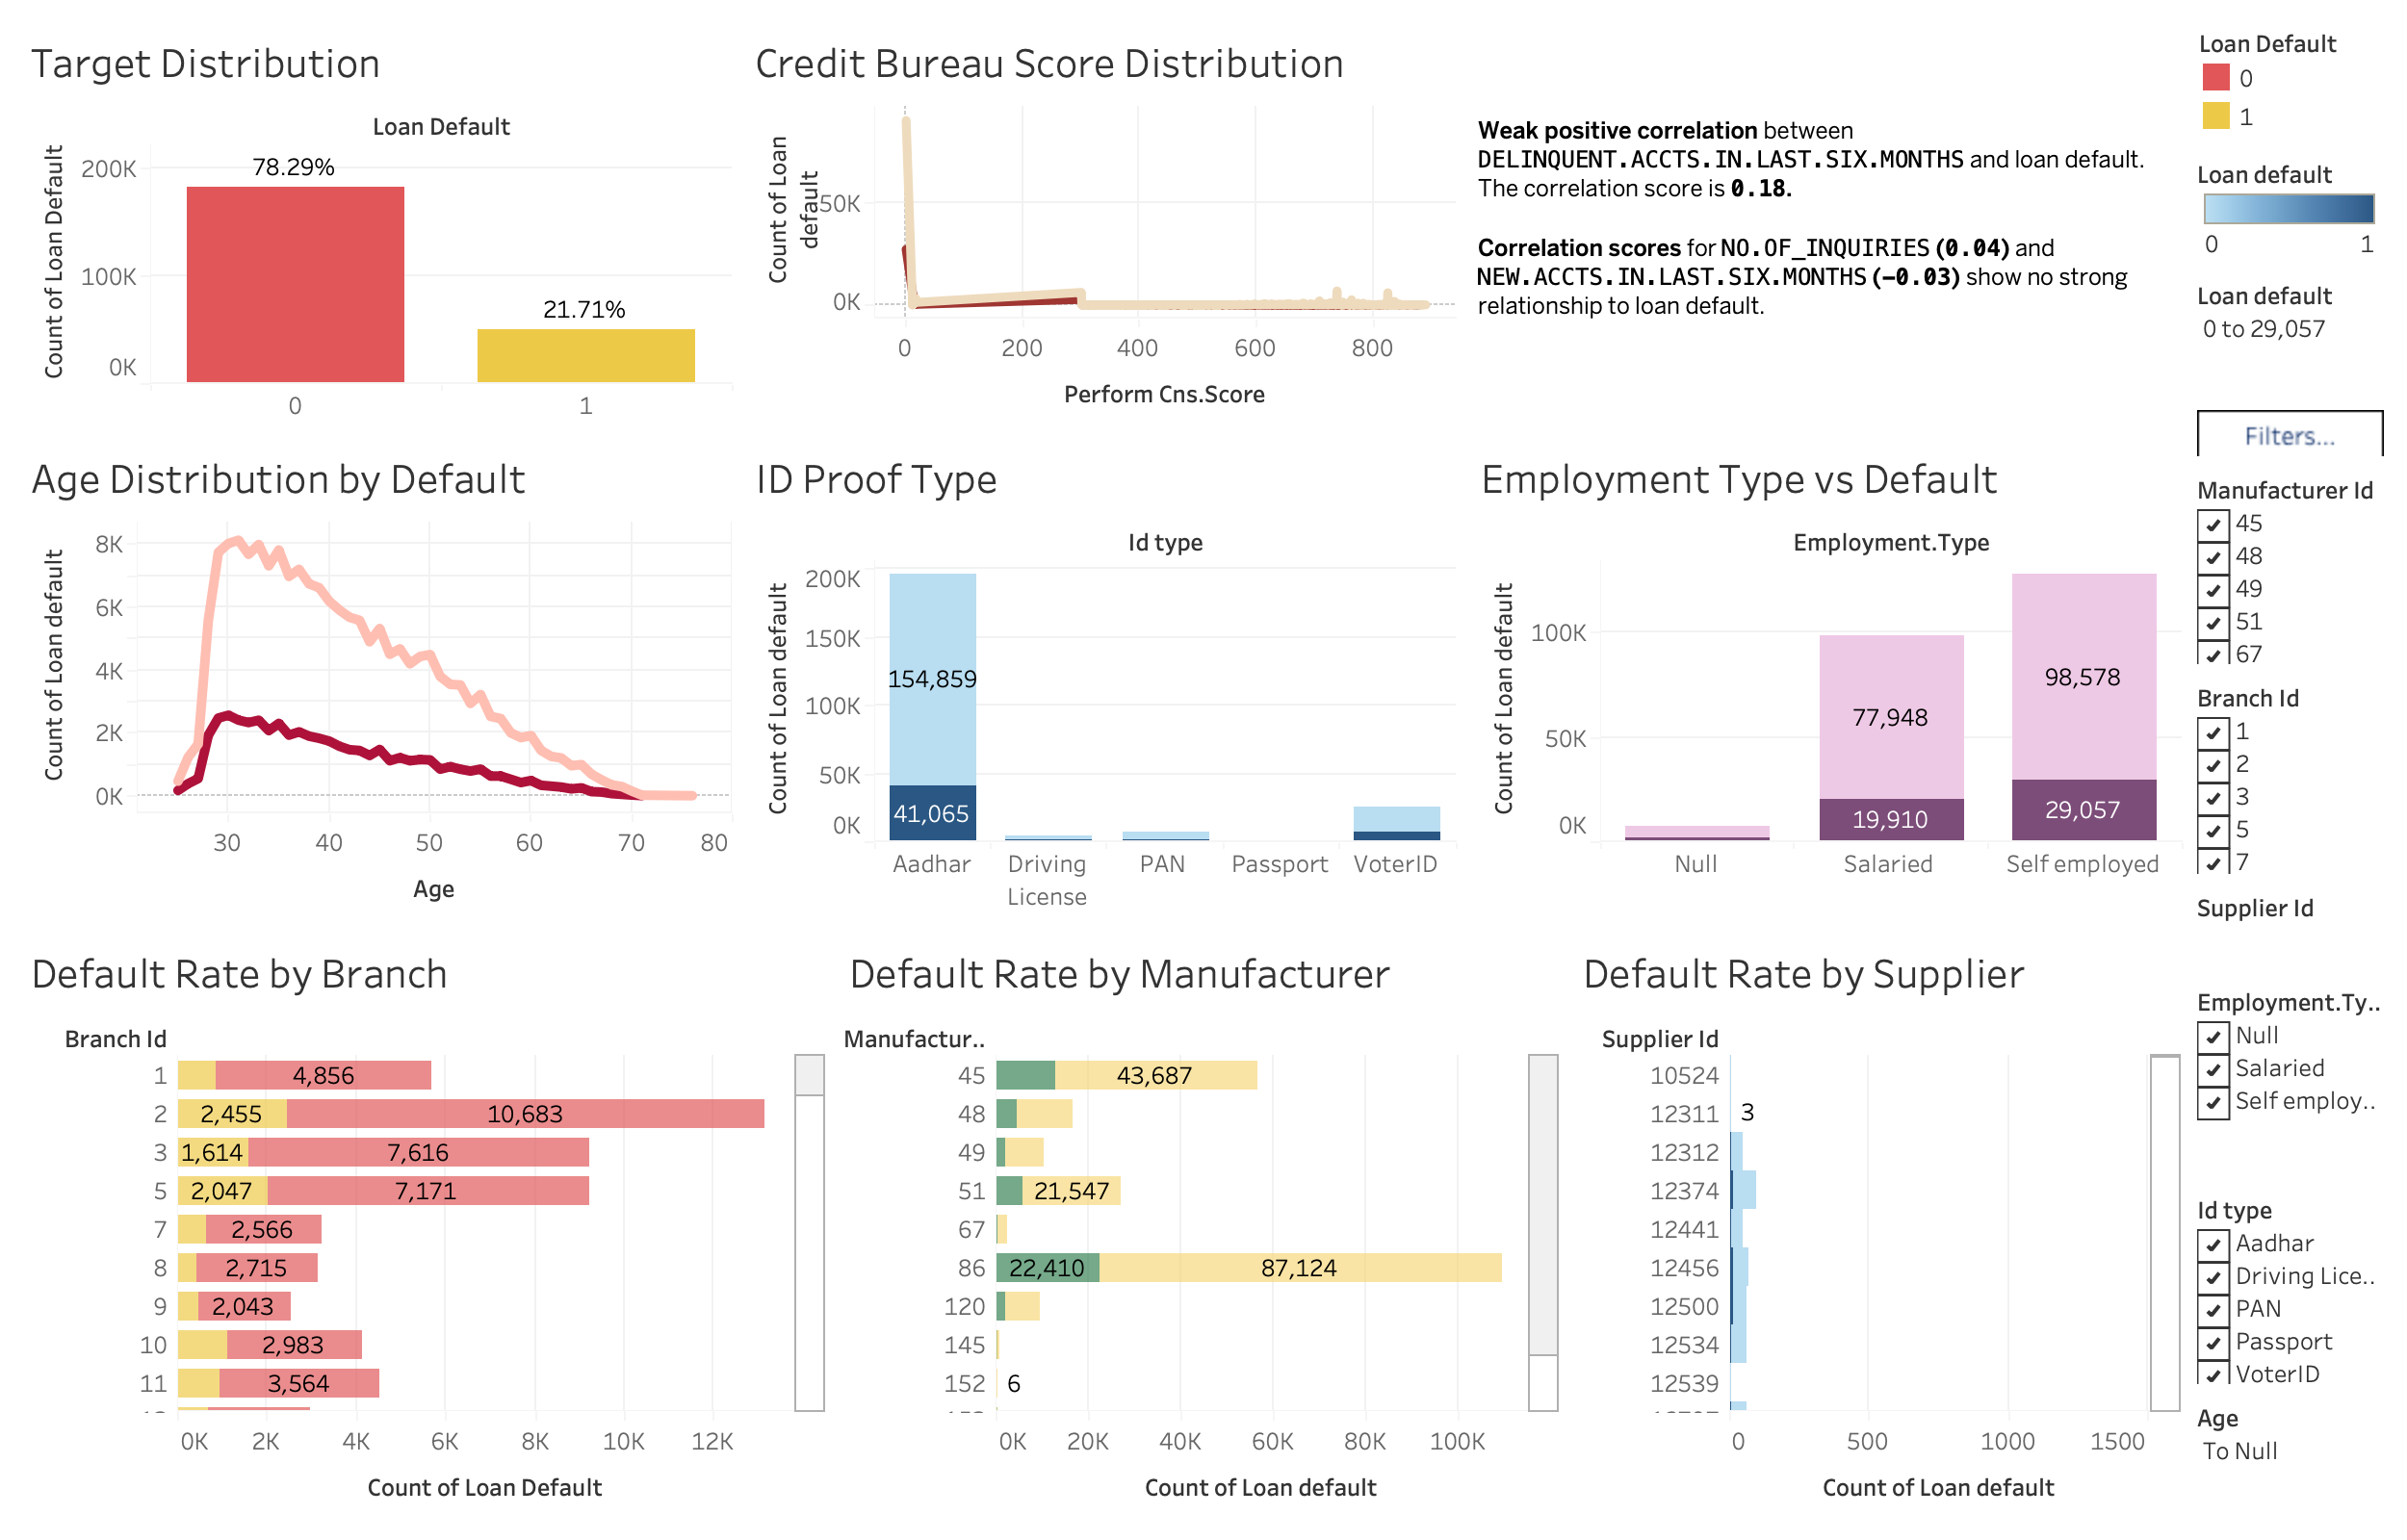 Target Distribution
Loan Default
Count of Loan Default
200K
100K
0K
78.29%
21.71%
0
1
Credit Bureau Score Distribution
Count of Loan
default
50K
0K
0
200
400
600
800
Perform Cns.Score
Weak positive correlation between
DELINQUENT.ACCTS.IN.LAST.SIX.MONTHS and loan default.
The correlation score is 0.18.
Correlation scores for NO.OF_INQUIRIES (0.04) and
NEW.ACCTS.IN.LAST.SIX.MONTHS (-0.03) show no strong
relationship to loan default.
Loan Default
0
1
Loan default
0 1
Loan default
0 to 29,057
Filters...
Age Distribution by Default
Count of Loan default
8K
6K
4K
2K
0K
30
40
50
60
70
80
Age
ID Proof Type
Id type
Count of Loan default
200K
150K
100K
50K
0K
154,859
41,065
Aadhar
Driving
License
PAN
Passport
VoterID
Employment Type vs Default
Employment.Type
Count of Loan default
100K
50K
0K
77,948
19,910
98,578
29,057
Null
Salaried
Self employed
Manufacturer Id
45
48
49
51
67
Branch Id
1
2
3
5
7
Supplier Id
Default Rate by Branch
Branch Id
1 4,856
2 2,455 10,683
3 1,614 7,616
5 2,047 7,171
7 2,566
8 2,715
9 2,043
10 2,983
11 3,564
0K 2K 4K 6K 8K 10K 12K
Count of Loan Default
Default Rate by Manufacturer
Manufactur..
45 43,687
48
49
51 21,547
67
86 22,410 87,124
120
145
152 6
0K 20K 40K 60K 80K 100K
Count of Loan default
Default Rate by Supplier
Supplier Id
10524
12311 3
12312
12374
12441
12456
12500
12534
12539
0 500 1000 1500
Count of Loan default
Employment.Ty..
Null
Salaried
Self employ..
Id type
Aadhar
Driving Lice..
PAN
Passport
VoterID
Age
To Null